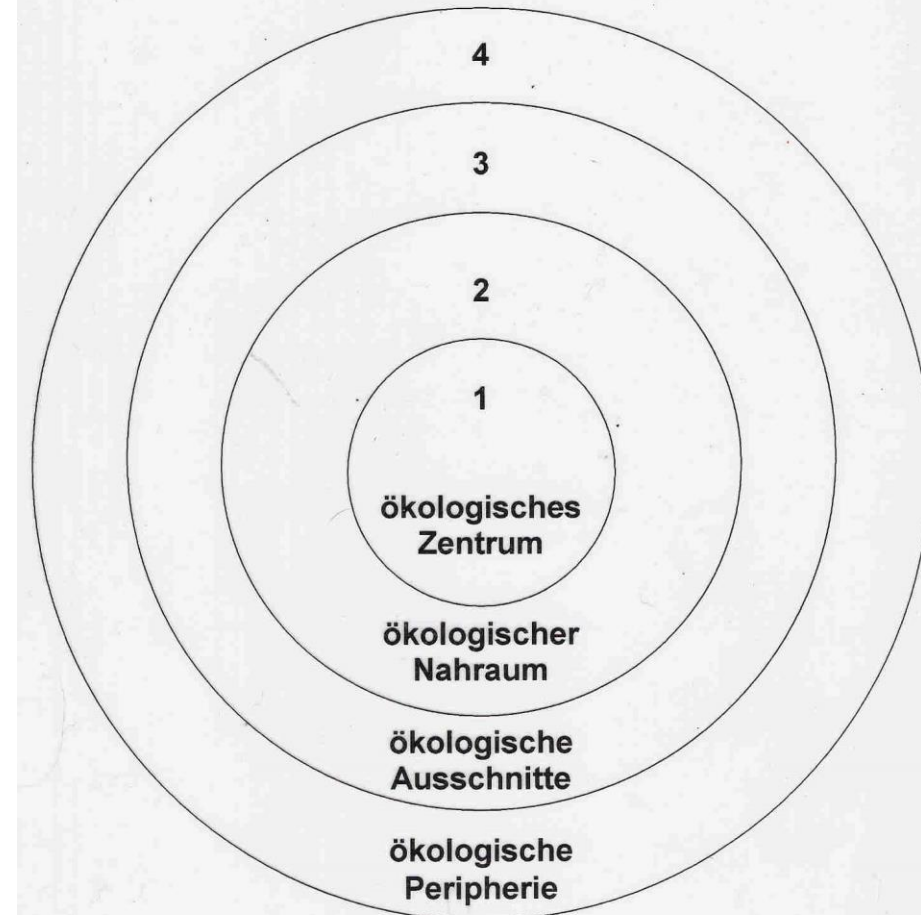 4
3
2
1
ökologisches
Zentrum
ökologischer
Nahraum
ökologische
Ausschnitte
ökologische
Peripherie